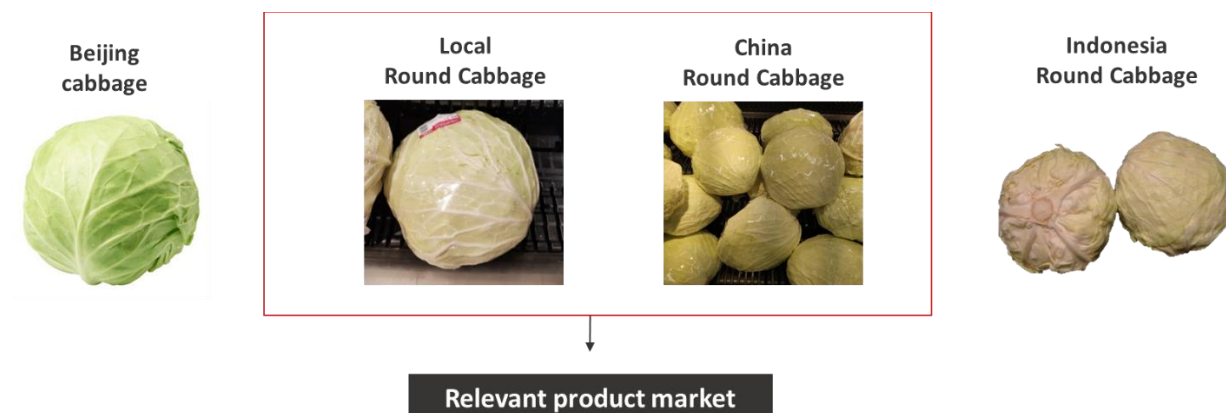 Beijing
cabbage
Local
Round Cabbage
China
Round Cabbage
Indonesia
Round Cabbage
Relevant product market